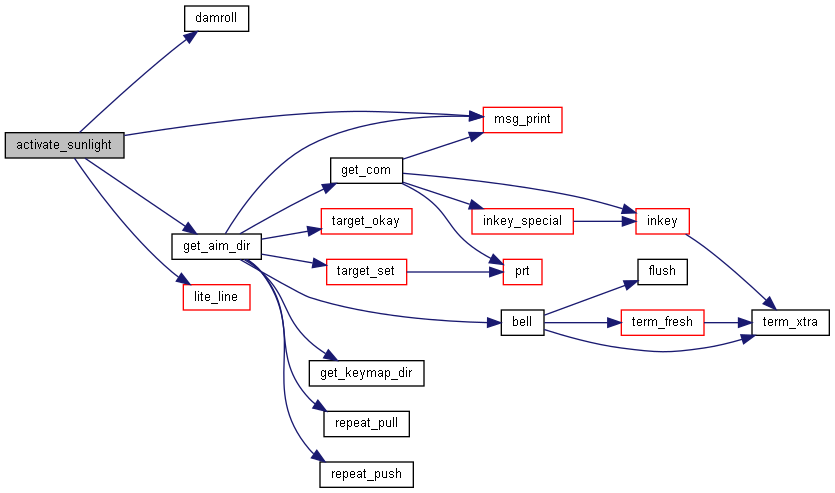 damroll
msg_print
activate_sunlight
get_com
target_okay
inkey_special
inkey
get_aim_dir
target_set
prt
flush
lite_line
bell
term_fresh
term_xtra
get_keymap_dir
repeat_pull
repeat_push